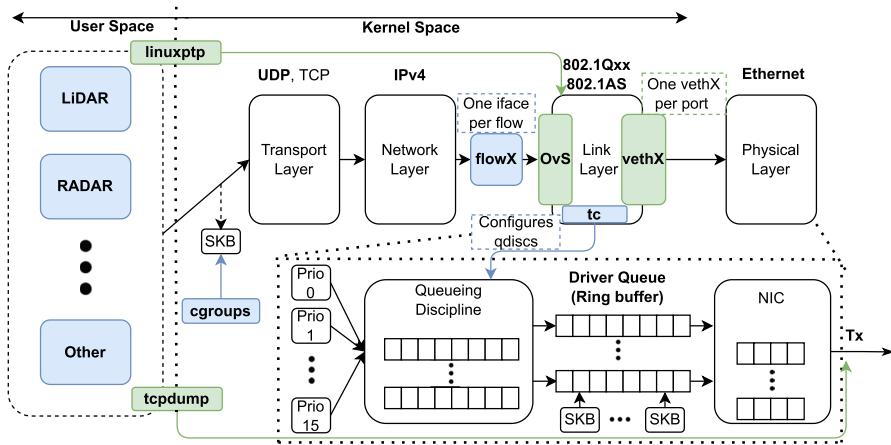 User Space
Kernel Space
linuxptp
LiDAR
RADAR
Other
tcpdump
UDP, TCP
Transport
Layer
IPv4
Network
Layer
One iface
per flow
flowX
802.1Qxx
802.1AS
OvS
Link
Layer
vethX
tc
One vethX
per port
Ethernet
Physical
Layer
SKB
cgroups
Configures
qdiscs
Prio
0
Prio
1
Prio
15
Queueing
Discipline
Driver Queue
(Ring buffer)
SKB
SKB
NIC
Tx